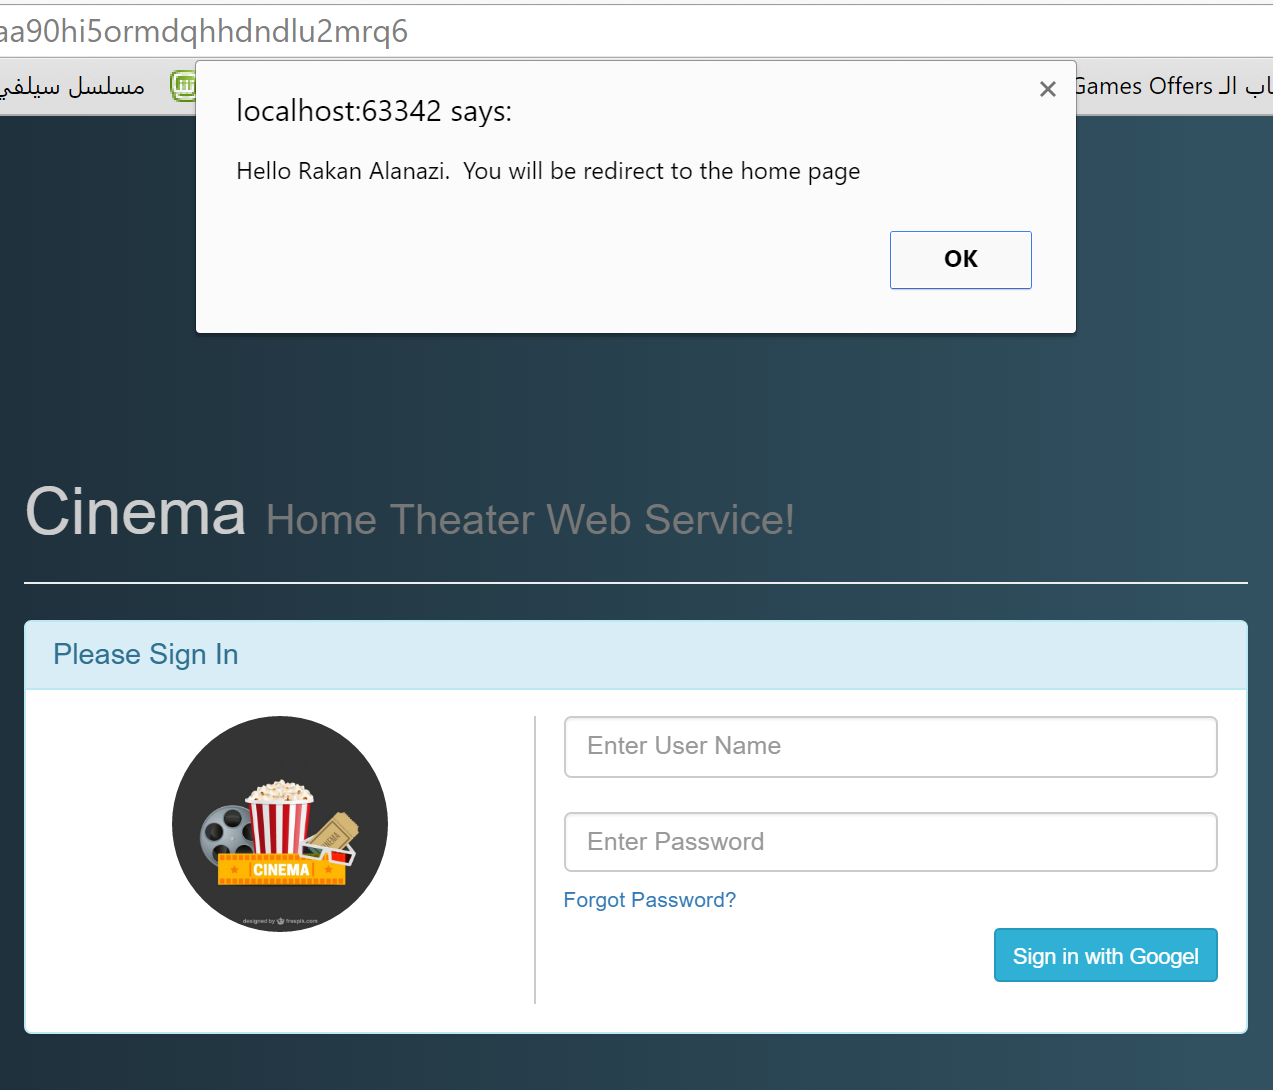 aa90hi5ormdqhhdndlu2mrq6
مسلسل سيلفي
Games Offers اب الـ
localhost:63342 says:
Hello Rakan Alanazi.  You will be redirect to the home page
OK
Cinema Home Theater Web Service!
Please Sign In
CINEMA
designed by freepik.com
Enter User Name
Enter Password
Forgot Password?
Sign in with Googel